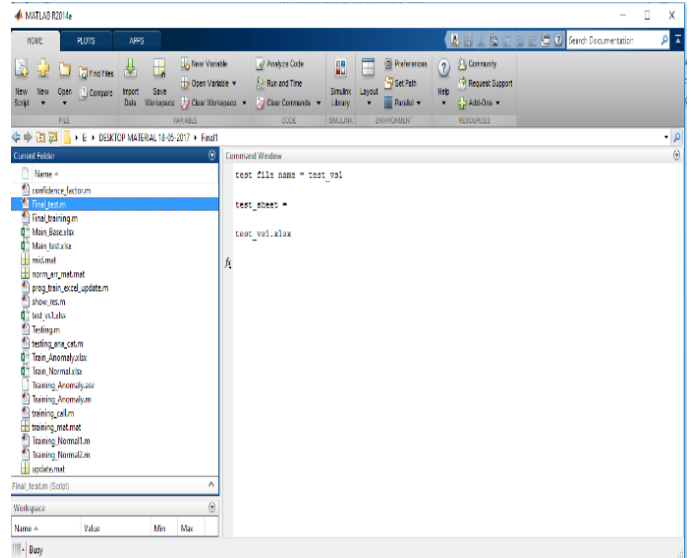 MATLAB R2014a
HOME PLOTS APPS
Search Documentation
New Script
New
Open
Find Files
Compare
Import Data
Save Workspace
New Variable
Open Variable
Clear Workspace
Analyze Code
Run and Time
Clear Commands
Simulink Library
Layout
Preferences
Set Path
Parallel
Help
Community
Request Support
Add-Ons
FILE VARIABLE CODE SIMULINK ENVIRONMENT RESOURCES
E: DESKTOP MATERIAL 18-05-2017 Final1
Current Folder
Name
confidence_factor.m
Final_test.m
Final_training.m
Main_Base.xlsx
Main_test.xlsx
mid.mat
norm_arr_mat.mat
prog_train_excel_update.m
show_res.m
test_vs1.xlsx
Testing.m
testing_ana_cat.m
Train_Anomaly.xlsx
Train_Normal.xlsx
Training_Anomaly.asv
Training_Anomaly.m
training_call.m
training_mat.mat
Training_Normal1.m
Training_Normal2.m
update.mat
Final_test.m (Script)
Workspace
Name Value Min Max
Command Window
test file name = test_vs1
test_sheet =
test_vs1.xlsx
fx
Busy